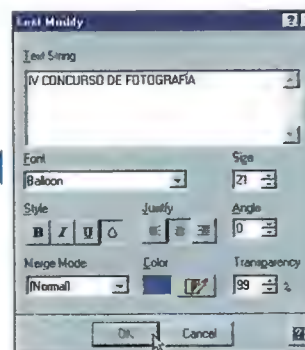 Text Modify
Text String
IV CONCURSO DE FOTOGRAFÍA
Font
Size
Balloon
21
Style
Justify
Angle
B I U
0
Merge Mode
Color
Transparency
(Normal)
99 %
OK
Cancel